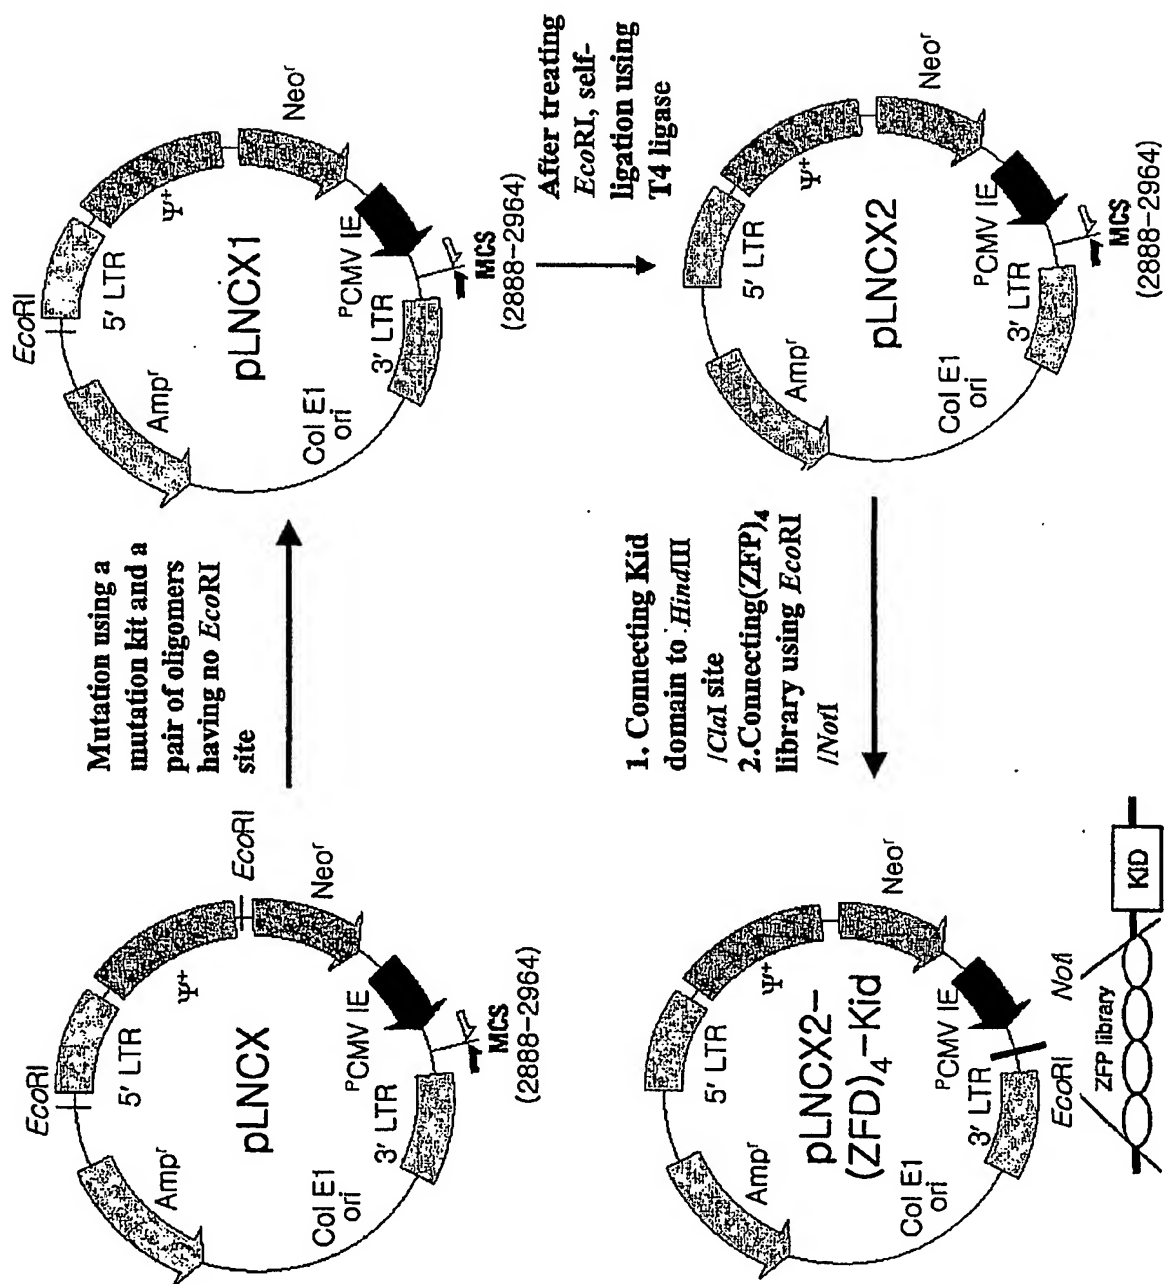 EcoRI
5′ LTR
Ψ+
EcoRI
Neor
PCMV IE
MCS
(2888–2964)
3′ LTR
Col E1
ori
Ampr
pLNCX
Mutation using a
mutation kit and a
pair of oligomers
having no EcoRI
site
EcoRI
5′ LTR
Ψ+
Neor
PCMV IE
MCS
(2888–2964)
3′ LTR
Col E1
ori
Ampr
pLNCX1
After treating
EcoRI, self-
ligation using
T4 ligase
5′ LTR
Ψ+
Neor
PCMV IE
MCS
(2888–2964)
3′ LTR
Col E1
ori
Ampr
pLNCX2
1. Connecting Kid
domain to HindIII
/ClaI site
2.Connecting(ZFP)4
library using EcoRI
/NotI
5′ LTR
Ψ+
Neor
PCMV IE
3′ LTR
Col E1
ori
Ampr
pLNCX2–
(ZFD)4–Kid
EcoRI
NotI
ZFP library
KID